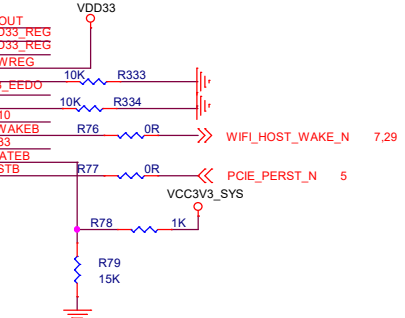 VDD33
OUT
D33_REG
D33_REG
WREG
10K R333
_EEDO
10K R334
10
WAKEB R76 0R WIFI_HOST_WAKE_N 7,29
33
ATEB
STB R77 0R PCIE_PERST_N 5
VCC3V3_SYS
R78 1K
R79
15K